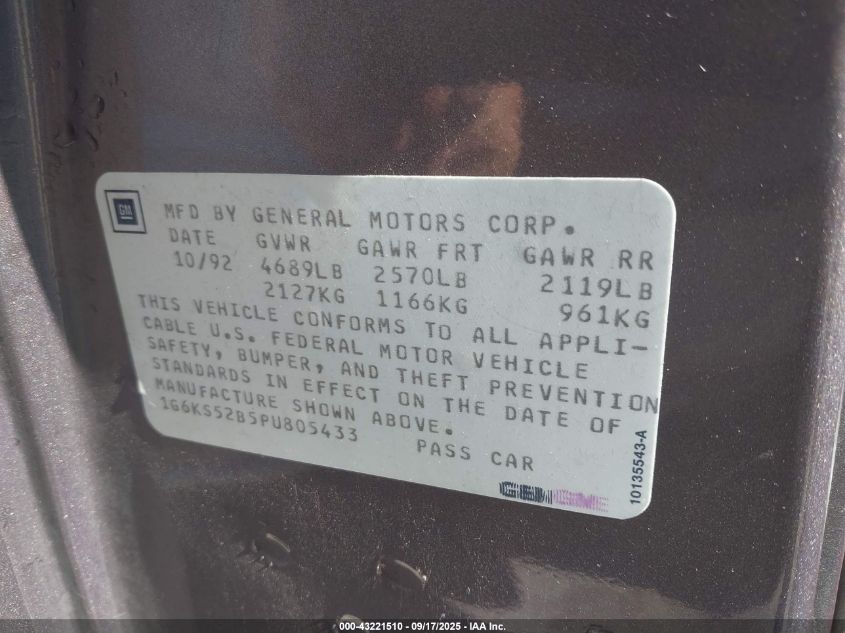 GM
MFD BY GENERAL MOTORS CORP.
DATE GVWR GAWR FRT GAWR RR
10/92 4689LB 2570LB 2119LB
2127KG 1166KG 961KG
THIS VEHICLE CONFORMS TO ALL APPLI-
CABLE U.S. FEDERAL MOTOR VEHICLE
SAFETY, BUMPER, AND THEFT PREVENTION
STANDARDS IN EFFECT ON THE DATE OF
MANUFACTURE SHOWN ABOVE.
1G6KS52B5PU805433 PASS CAR
10135543-A
000-43221510 - 09/17/2025 - IAA Inc.